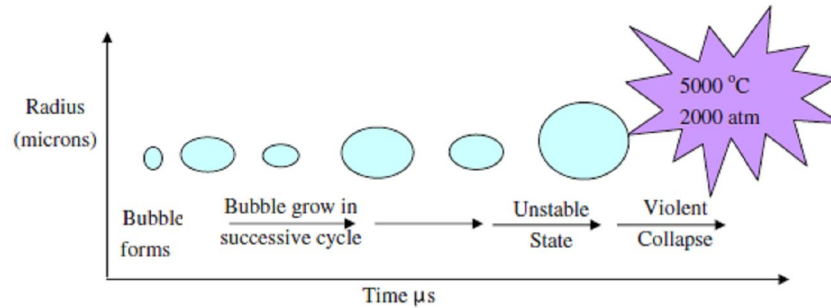 5000 °C
2000 atm
Radius
(microns)
Bubble
forms
Bubble grow in
successive cycle
Unstable
State
Violent
Collapse
Time µs